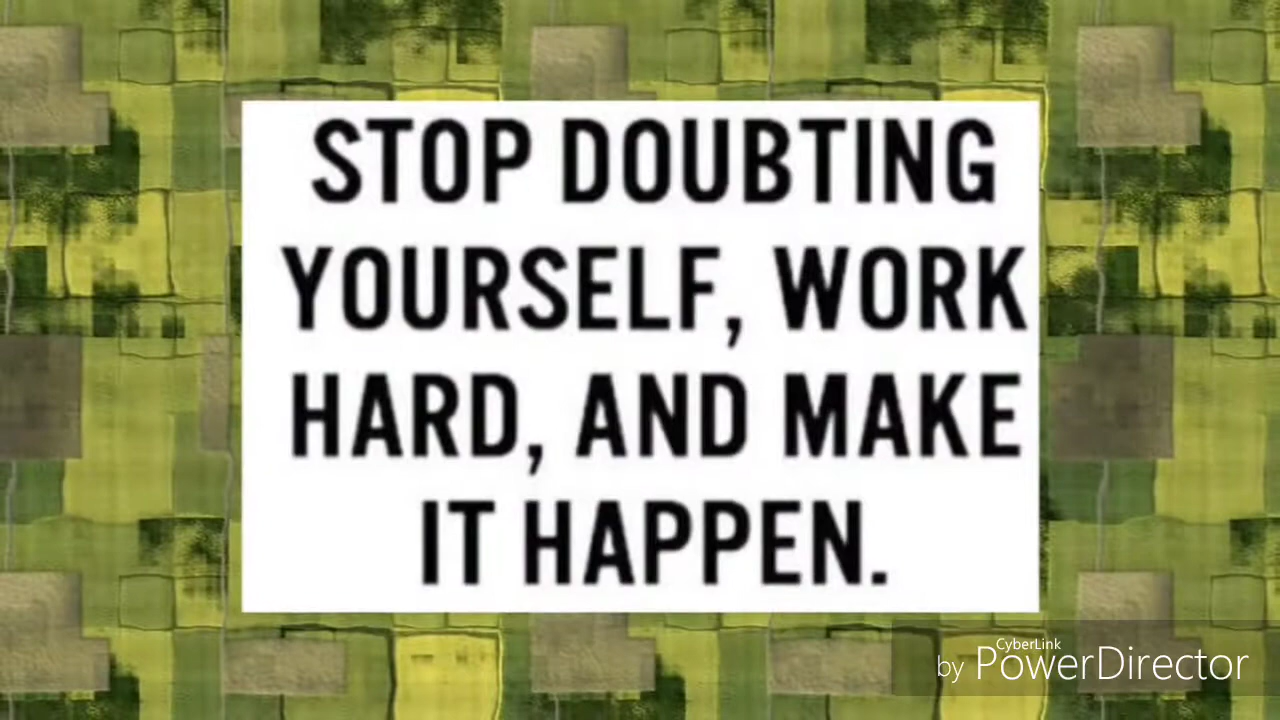 STOP DOUBTING
YOURSELF, WORK
HARD, AND MAKE
IT HAPPEN.
CyberLink
by PowerDirector